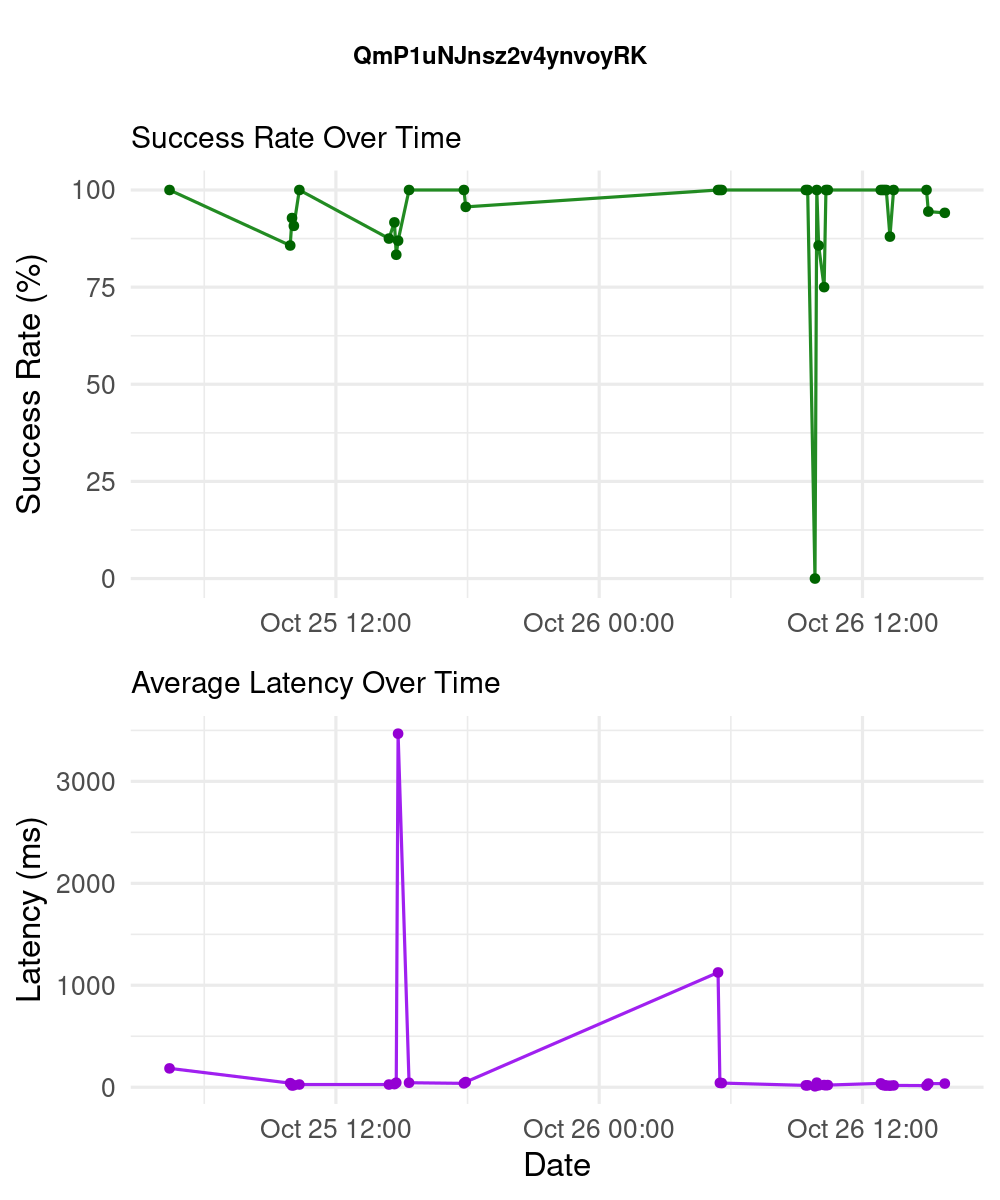 QmP1uNJnsz2v4ynvoyRK
Success Rate Over Time
Success Rate (%)
100
75
50
25
0
Oct 25 12:00 Oct 26 00:00 Oct 26 12:00
Average Latency Over Time
Latency (ms)
3000
2000
1000
0
Oct 25 12:00 Oct 26 00:00 Oct 26 12:00
Date